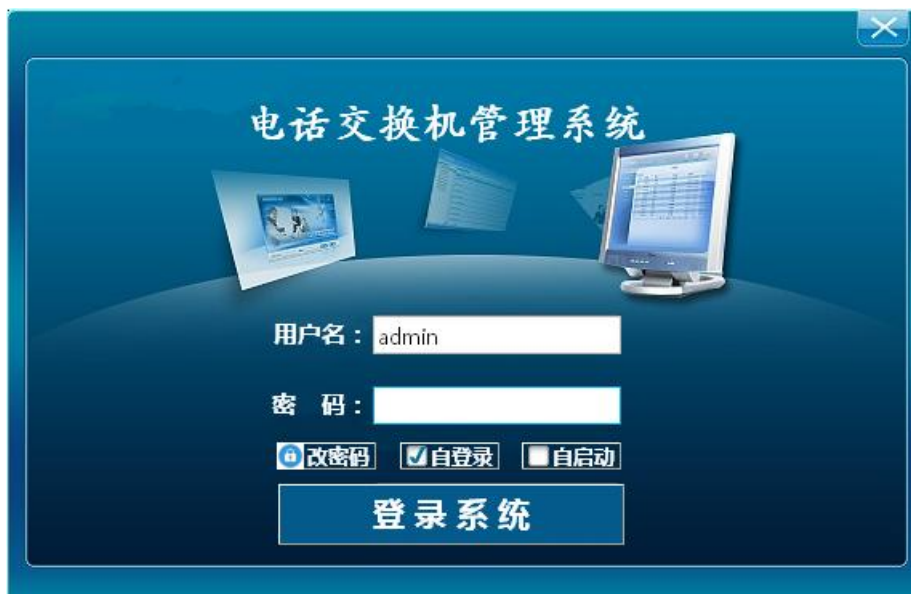 电话交换机管理系统
用户名：admin
密 码：
改密码 自登录 自启动
登录系统